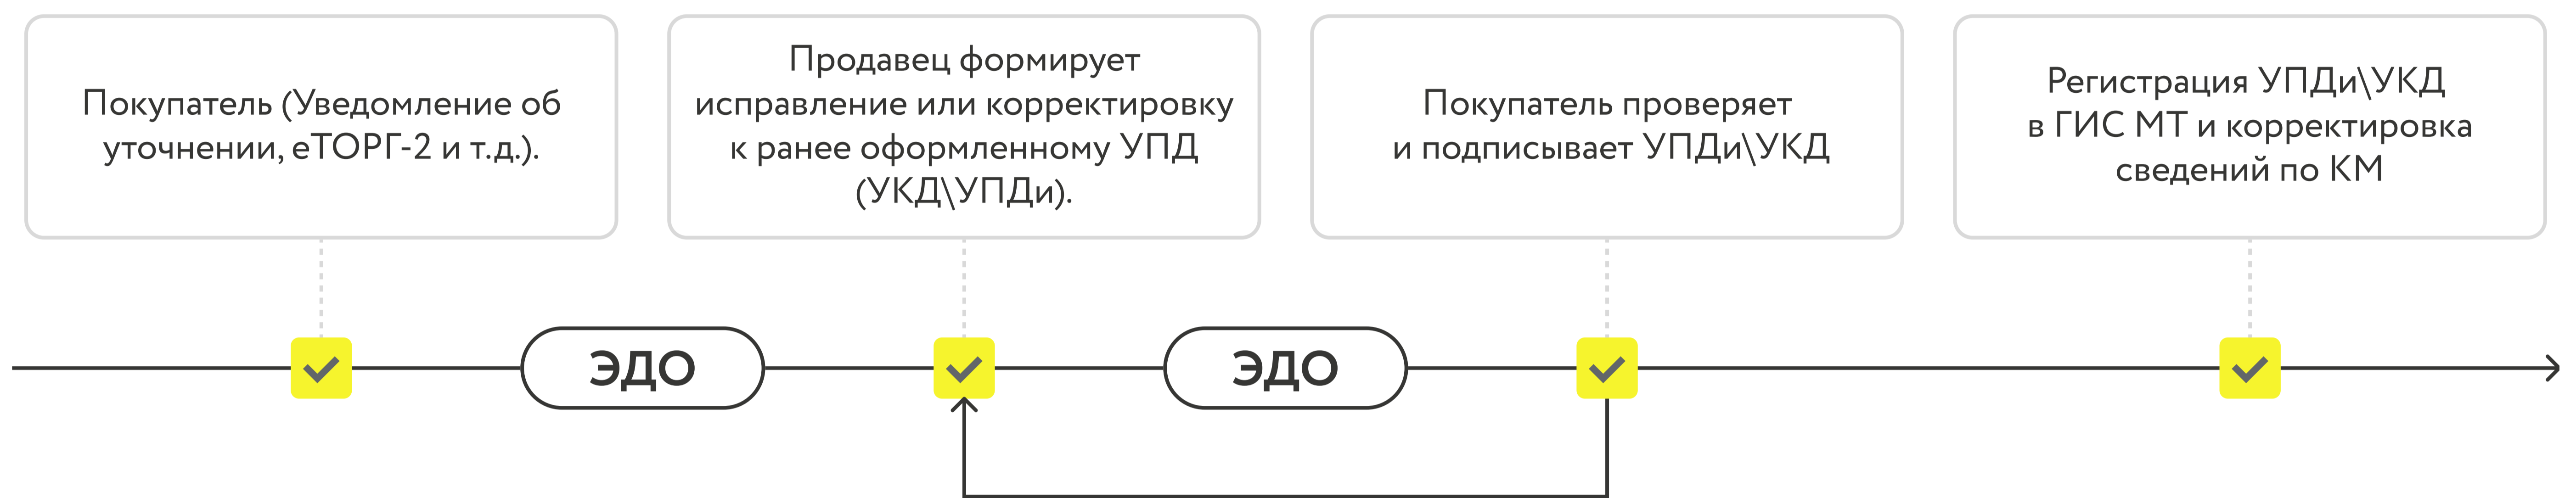 Покупатель (Уведомление об
уточнении, еТОРГ-2 и т.д.).
Продавец формирует
исправление или корректировку
к ранее оформленному УПД
(УКД\УПДи).
Покупатель проверяет
и подписывает УПДи\УКД
Регистрация УПДи\УКД
в ГИС МТ и корректировка
сведений по КМ
ЭДО
ЭДО